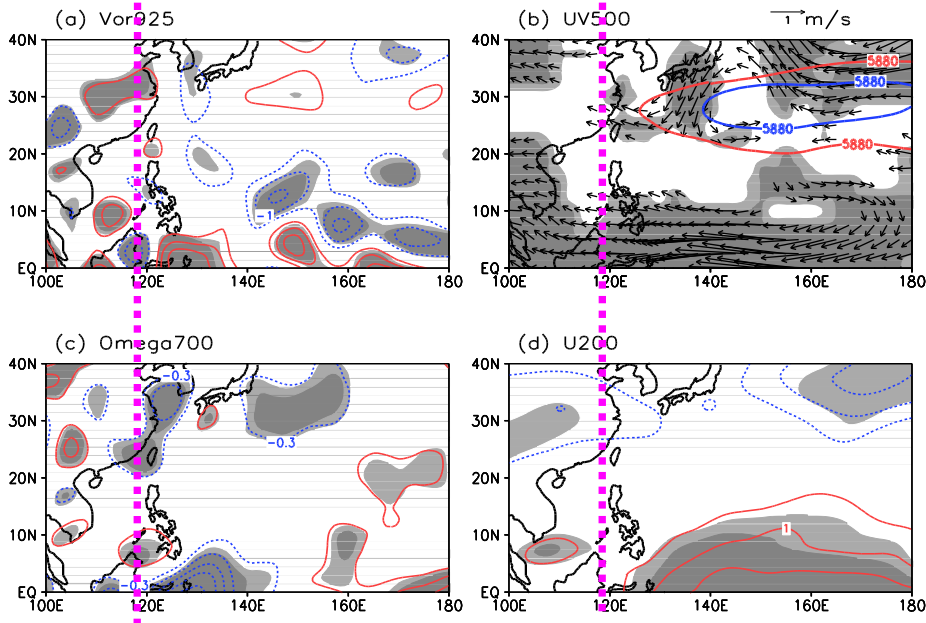 (a) Vor925
(b) UV500
1 m/s
40N
30N
20N
10N
EQ
100E
120E
140E
160E
180
-1
40N
30N
20N
10N
EQ
100E
120E
140E
160E
180
5880
5880
5880
5880
(c) Omega700
(d) U200
40N
30N
20N
10N
EQ
100E
120E
140E
160E
180
-0.3
-0.3
-0.3
40N
30N
20N
10N
EQ
100E
120E
140E
160E
180
1